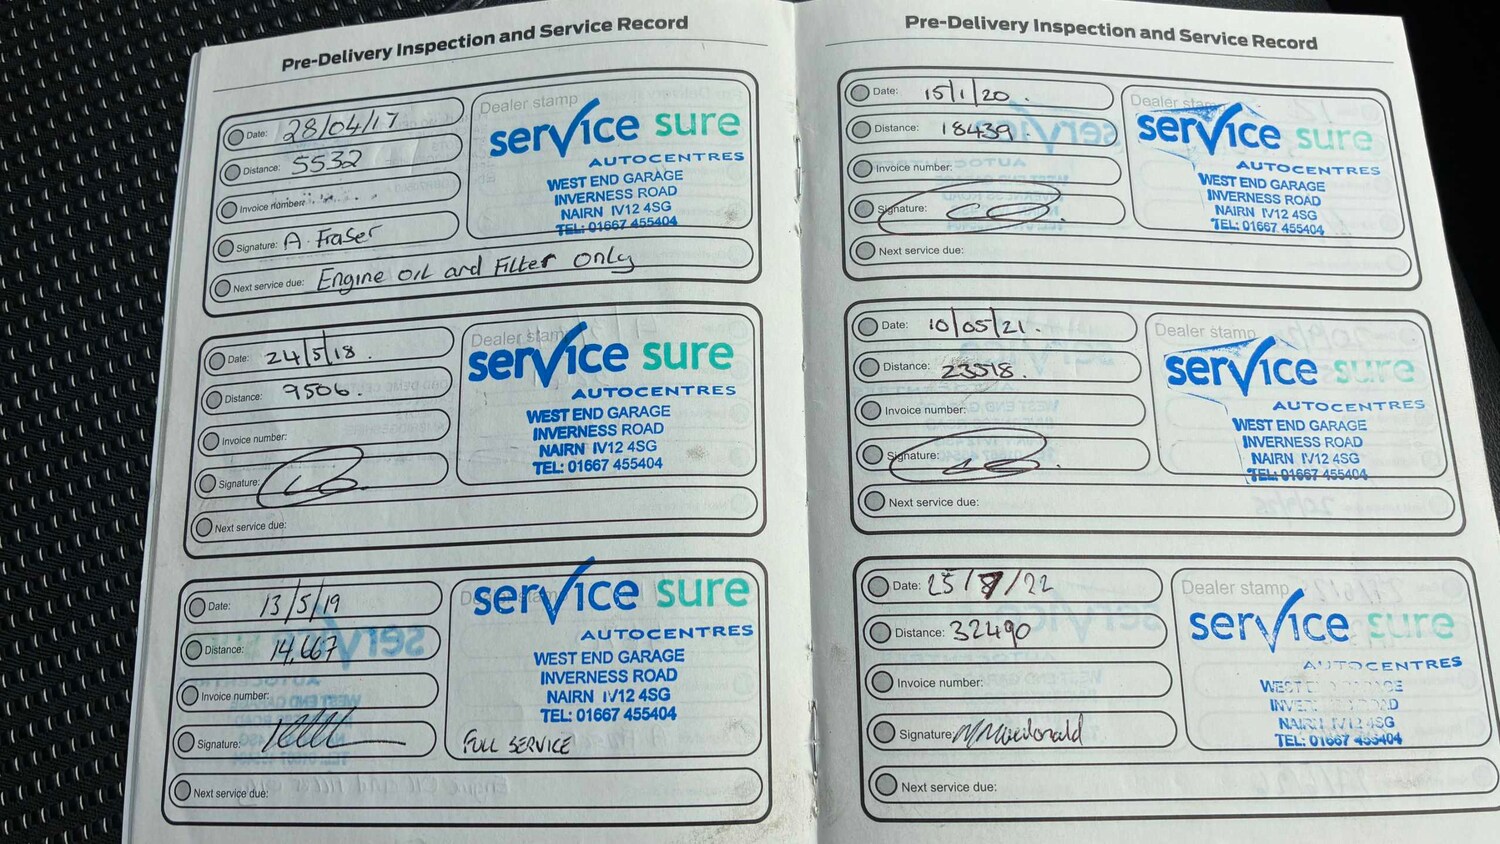 Pre-Delivery Inspection and Service Record
Date: 28/04/17
Distance: 5532
Invoice number:
Signature: A. Fraser
Next service due: Engine oil and Filter Only
Dealer stamp
service sure
AUTOCENTRES
WEST END GARAGE
INVERNESS ROAD
NAIRN IV12 4SG
TEL: 01667 455404
Date: 24/5/18.
Distance: 9506.
Invoice number:
Signature:
Next service due:
Dealer stamp
service sure
AUTOCENTRES
WEST END GARAGE
INVERNESS ROAD
NAIRN IV12 4SG
TEL: 01667 455404
Date: 13/5/19
Distance: 14,667
Invoice number:
Signature:
Next service due:
service sure
AUTOCENTRES
WEST END GARAGE
INVERNESS ROAD
NAIRN IV12 4SG
TEL: 01667 455404
FULL SERVICE
Pre-Delivery Inspection and Service Record
Date: 15/1/20.
Distance: 18439.
Invoice number:
Signature:
Next service due:
Dealer stamp
service sure
AUTOCENTRES
WEST END GARAGE
INVERNESS ROAD
NAIRN IV12 4SG
TEL: 01667 455404
Date: 10/05/21.
Distance: 23518.
Invoice number:
Signature:
Next service due:
Dealer stamp
service sure
AUTOCENTRES
WEST END GARAGE
INVERNESS ROAD
NAIRN IV12 4SG
TEL: 01667 455404
Date: 25/7/22
Distance: 32490
Invoice number:
Signature: M Macdonald
Next service due:
Dealer stamp
service sure
AUTOCENTRES
WEST END GARAGE
INVERNESS ROAD
NAIRN IV12 4SG
TEL: 01667 455404